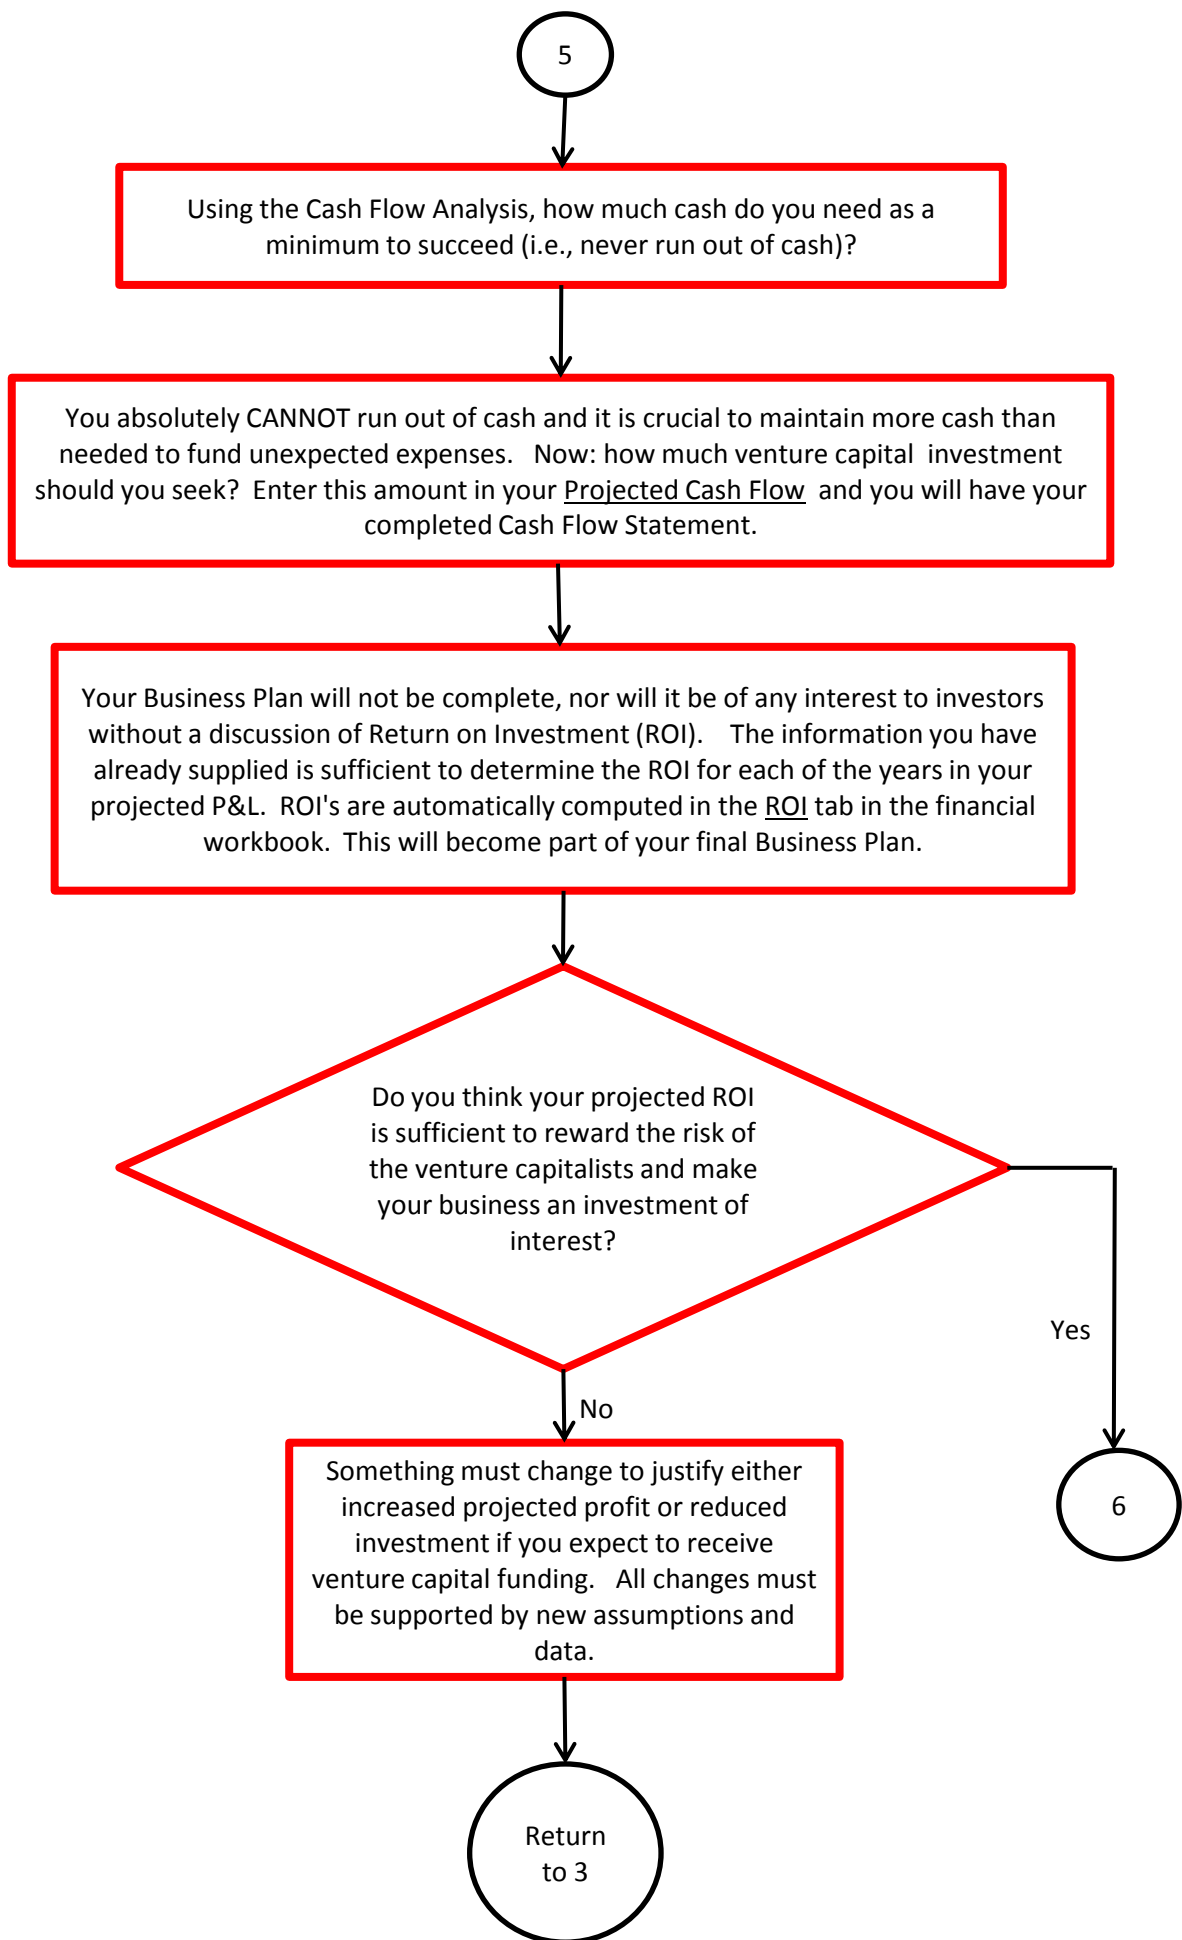 5
Using the Cash Flow Analysis, how much cash do you need as a
minimum to succeed (i.e., never run out of cash)?
You absolutely CANNOT run out of cash and it is crucial to maintain more cash than
needed to fund unexpected expenses.   Now: how much venture capital  investment
should you seek?  Enter this amount in your Projected Cash Flow  and you will have your
completed Cash Flow Statement.
Your Business Plan will not be complete, nor will it be of any interest to investors
without a discussion of Return on Investment (ROI).    The information you have
already supplied is sufficient to determine the ROI for each of the years in your
projected P&L.  ROI's are automatically computed in the ROI tab in the financial
workbook.  This will become part of your final Business Plan.
Do you think your projected ROI
is sufficient to reward the risk of
the venture capitalists and make
your business an investment of
interest?
Yes
No
Something must change to justify either
increased projected profit or reduced
investment if you expect to receive
venture capital funding.   All changes must
be supported by new assumptions and
data.
6
Return
to 3